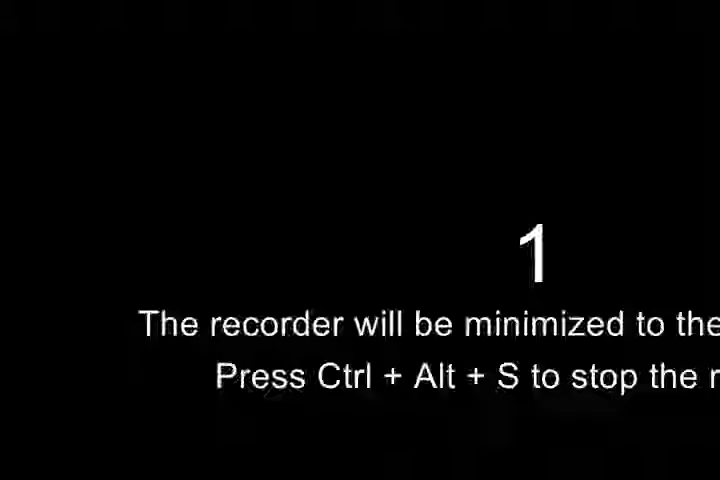 1
The recorder will be minimized to the
Press Ctrl + Alt + S to stop the r